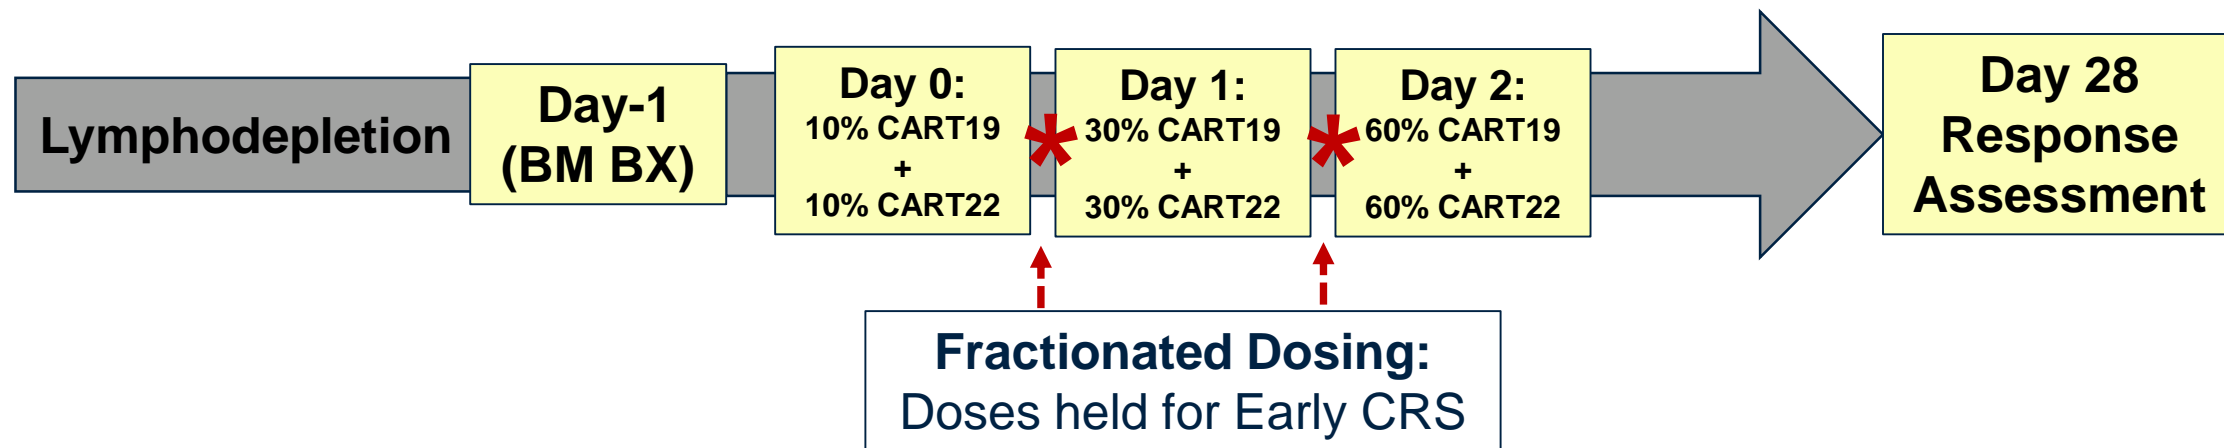 Lymphodepletion
Day-1
(BM BX)
Day 0:
10% CART19
+
10% CART22
*
Day 1:
30% CART19
+
30% CART22
*
Day 2:
60% CART19
+
60% CART22
Day 28
Response
Assessment
Fractionated Dosing:
Doses held for Early CRS